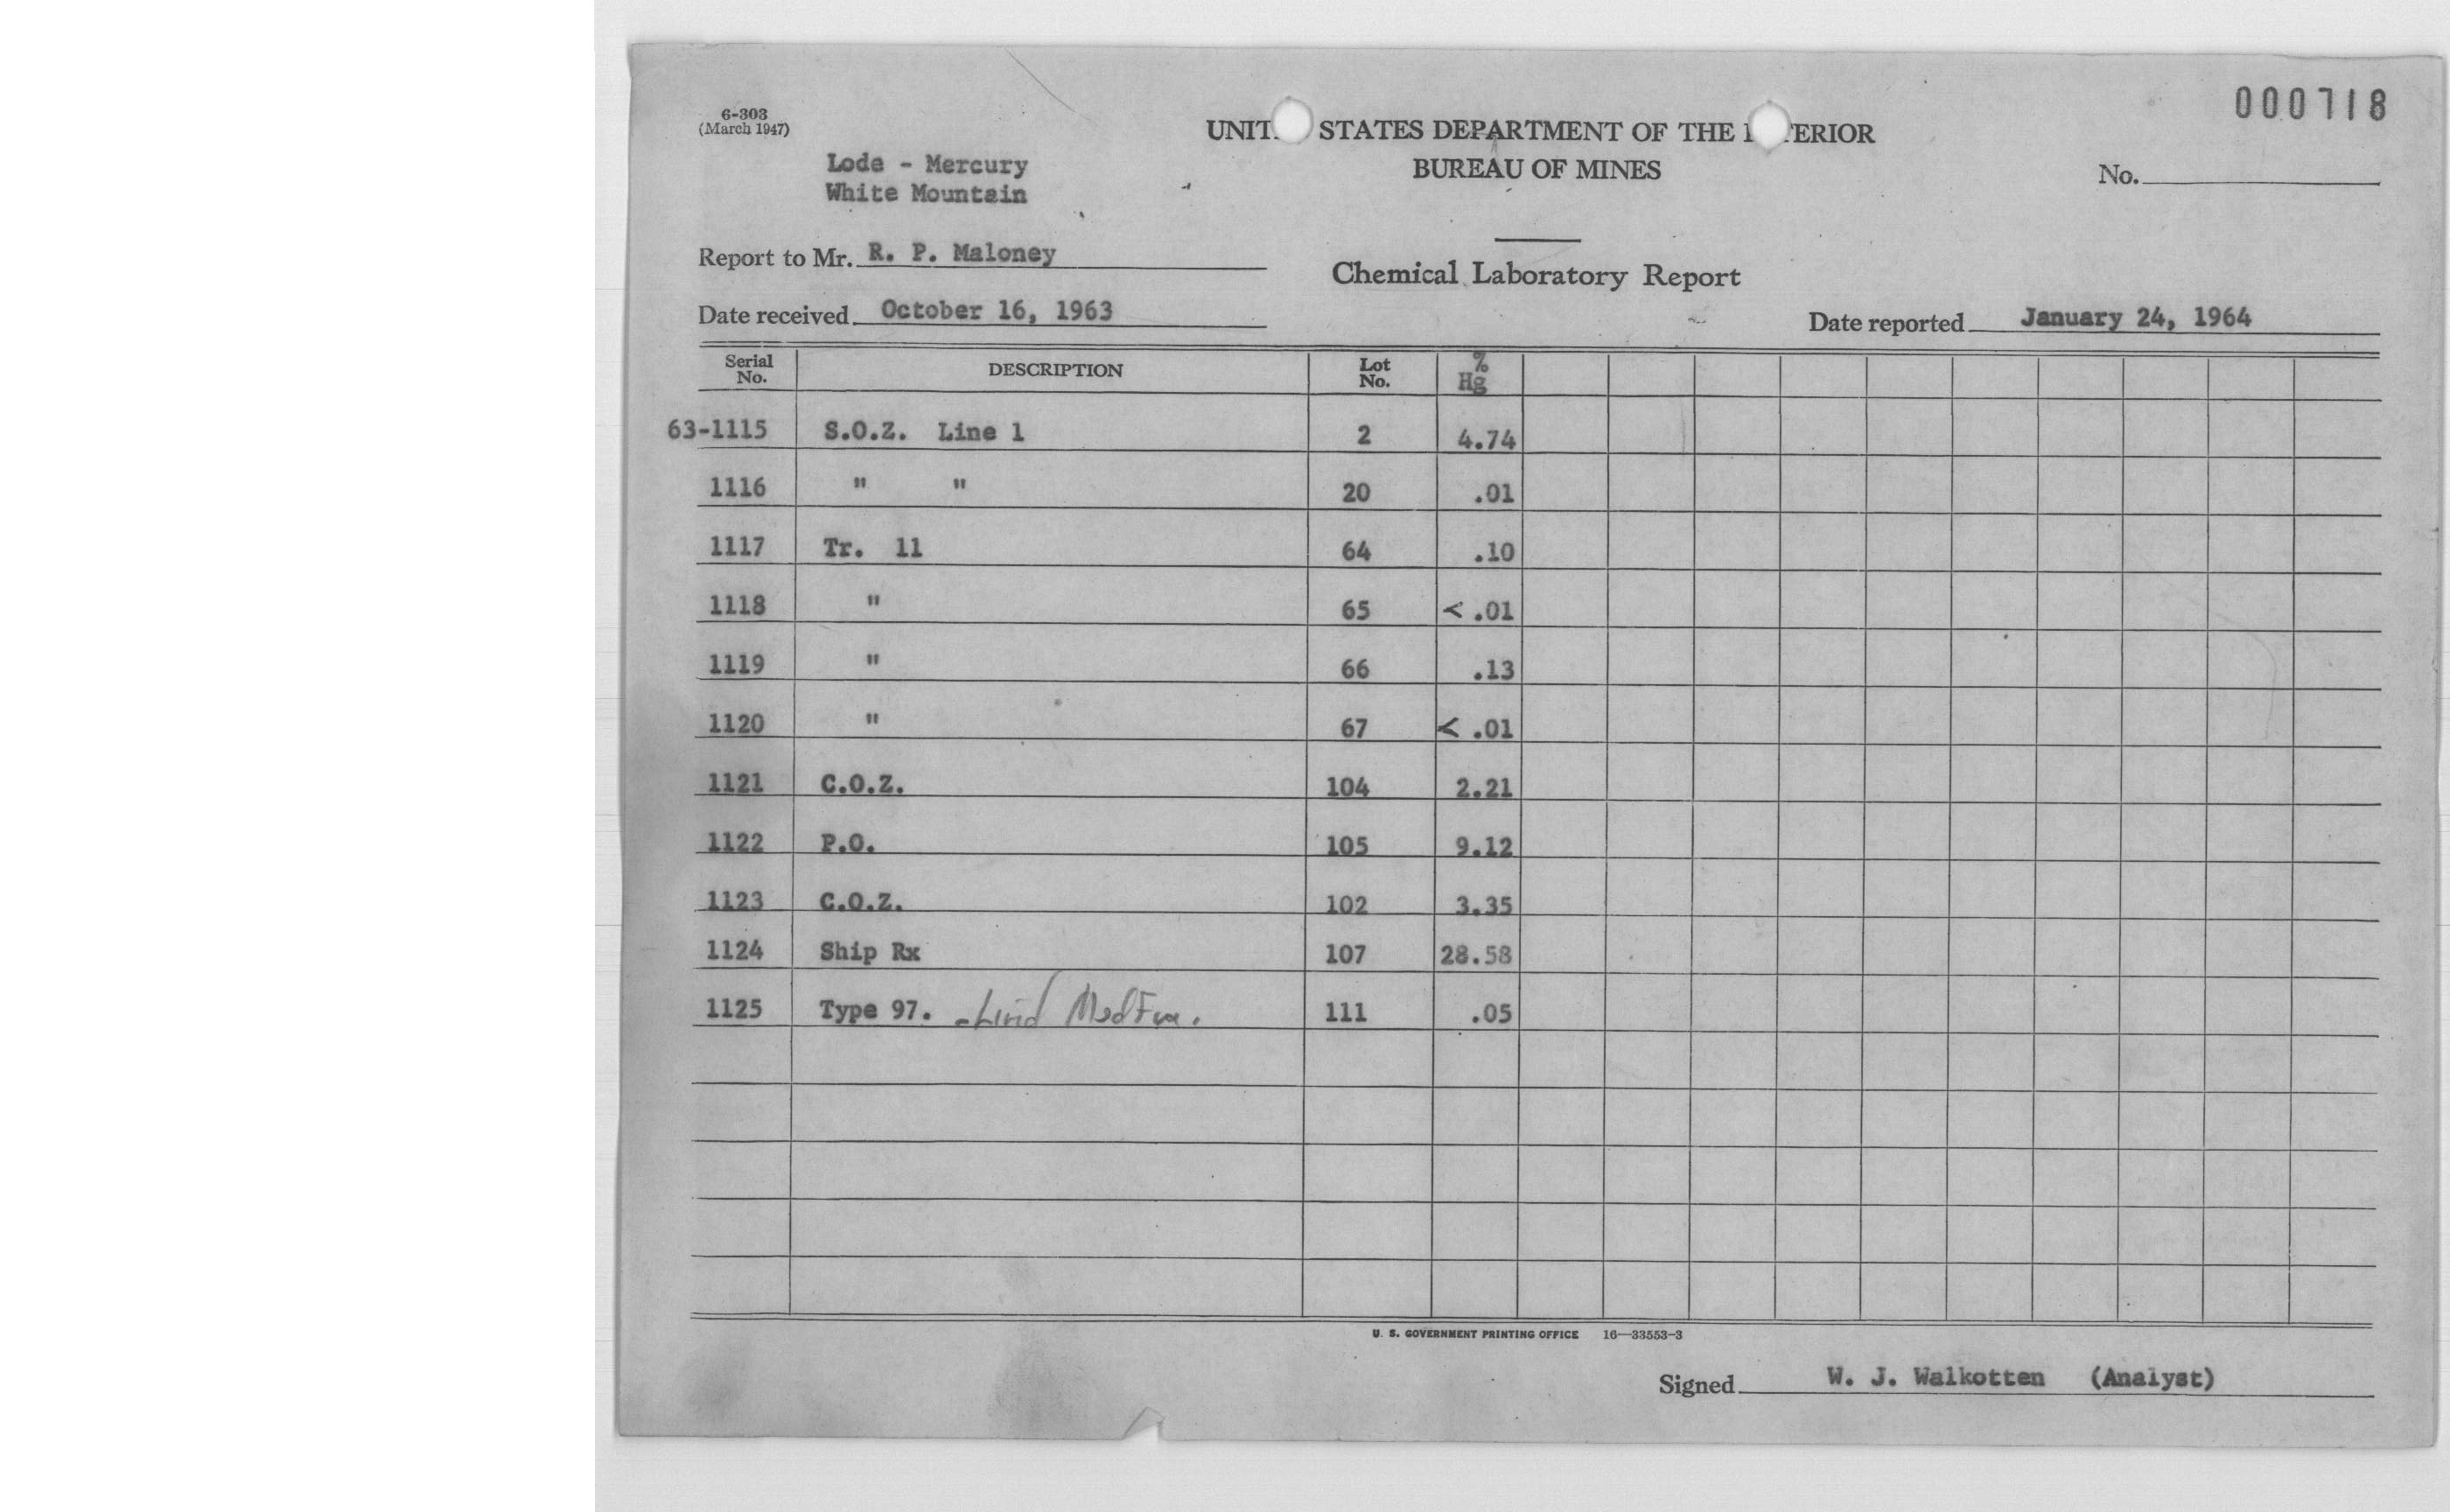 000718
6-303
(March 1947)
UNIT. STATES DEPARTMENT OF THE I TERIOR
BUREAU OF MINES
Lode - Mercury
White Mountain
No.
Report to Mr. R. P. Maloney
Chemical Laboratory Report
Date received October 16, 1963
Date reported January 24, 1964
Serial No. DESCRIPTION Lot No. % Hg
63-1115 S.O.Z. Line 1 2 4.74
1116 " " 20 .01
1117 Tr. 11 64 .10
1118 " 65 < .01
1119 " 66 .13
1120 " 67 < .01
1121 C.O.Z. 104 2.21
1122 P.O. 105 9.12
1123 C.O.Z. 102 3.35
1124 Ship Rx 107 28.58
1125 Type 97. 111 .05
U. S. GOVERNMENT PRINTING OFFICE 16—33553-3
Signed W. J. Walkotten (Analyst)